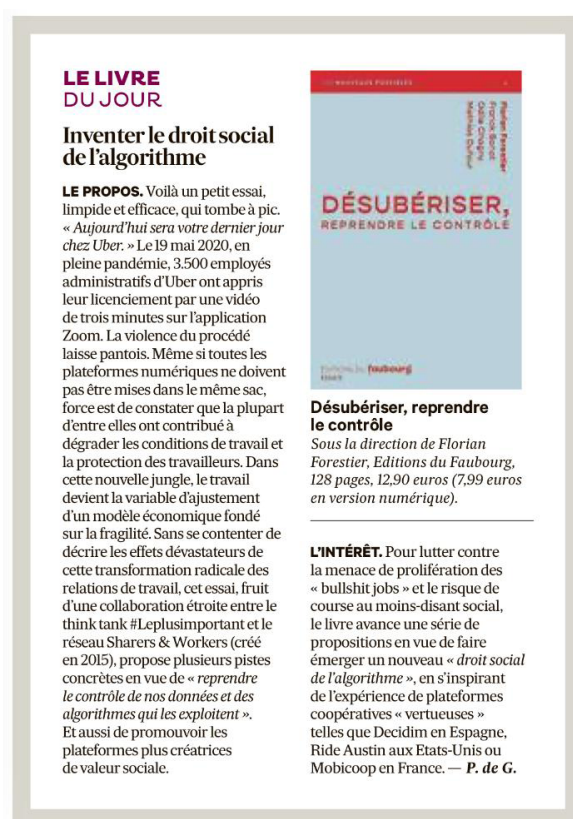 LE LIVRE
DU JOUR
Inventer le droit social
de l'algorithme
LE PROPOS. Voilà un petit essai,
limpide et efficace, qui tombe à pic.
« Aujourd'hui sera votre dernier jour
chez Uber. » Le 19 mai 2020, en
pleine pandémie, 3.500 employés
administratifs d'Uber ont appris
leur licenciement par une vidéo
de trois minutes sur l'application
Zoom. La violence du procédé
laisse pantois. Même si toutes les
plateformes numériques ne doivent
pas être mises dans le même sac,
force est de constater que la plupart
d'entre elles ont contribué à
dégrader les conditions de travail et
la protection des travailleurs. Dans
cette nouvelle jungle, le travail
devient la variable d'ajustement
d'un modèle économique fondé
sur la fragilité. Sans se contenter de
décrire les effets dévastateurs de
cette transformation radicale des
relations de travail, cet essai, fruit
d'une collaboration étroite entre le
think tank #Leplusimportant et le
réseau Sharers & Workers (créé
en 2015), propose plusieurs pistes
concrètes en vue de « reprendre
le contrôle de nos données et des
algorithmes qui les exploitent ».
Et aussi de promouvoir les
plateformes plus créatrices
de valeur sociale.
NOUVEAUX POSSIBLES
Florian Forestier
Franck Bonot
Odile Chagny
Mathias Dufour
DÉSUBÉRISER,
REPRENDRE LE CONTRÔLE
faubourg
Désubériser, reprendre
le contrôle
Sous la direction de Florian
Forestier, Editions du Faubourg,
128 pages, 12,90 euros (7,99 euros
en version numérique).
L'INTÉRÊT. Pour lutter contre
la menace de prolifération des
« bullshit jobs » et le risque de
course au moins-disant social,
le livre avance une série de
propositions en vue de faire
émerger un nouveau « droit social
de l'algorithme », en s'inspirant
de l'expérience de plateformes
coopératives « vertueuses »
telles que Decidim en Espagne,
Ride Austin aux Etats-Unis ou
Mobicoop en France. — P. de G.